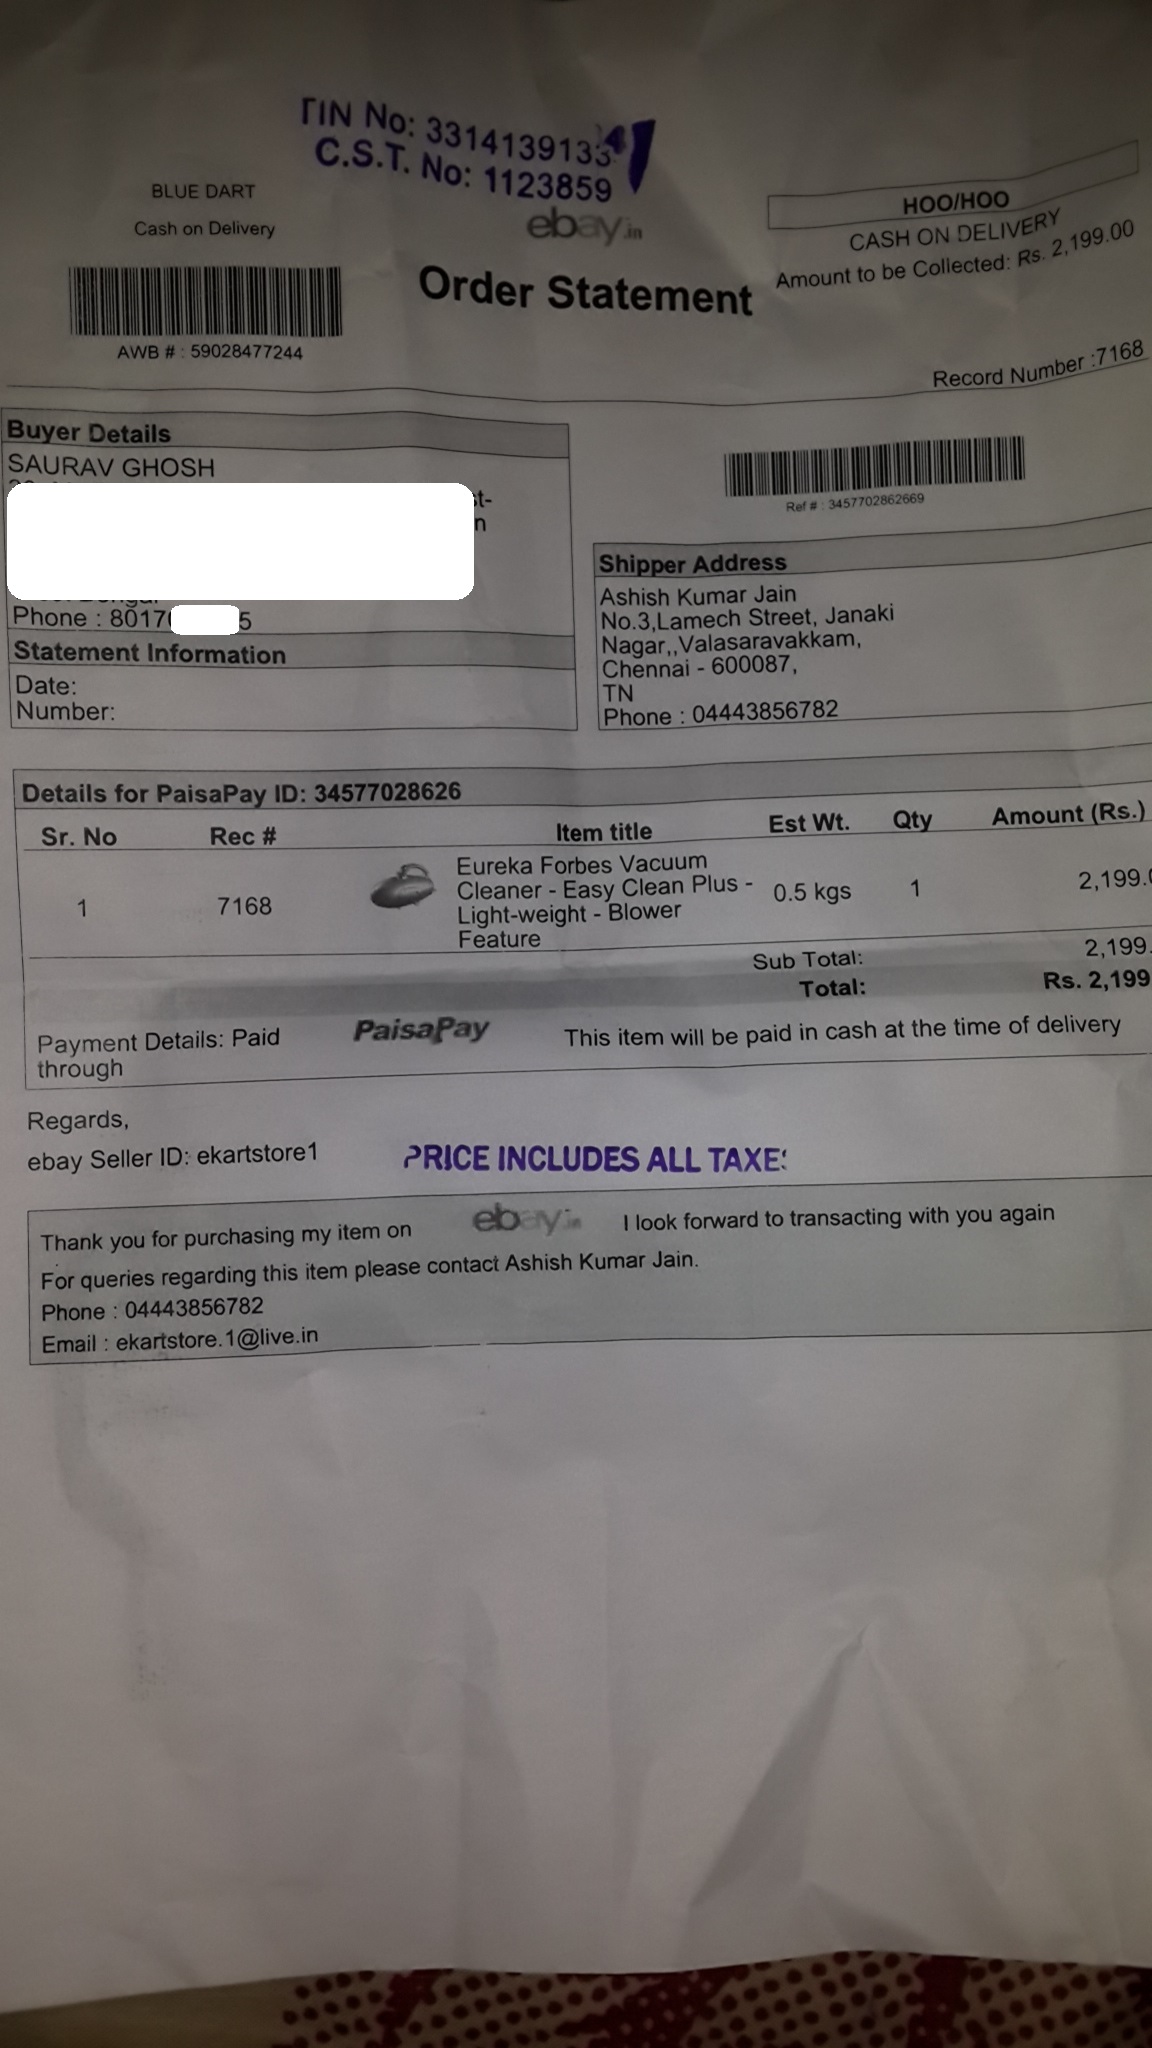 TIN No: 3314139133
C.S.T. No: 1123859
BLUE DART
Cash on Delivery
ebay.in
HOO/HOO
CASH ON DELIVERY
Amount to be Collected: Rs. 2,199.00
Order Statement
AWB # : 59028477244
Record Number :7168
Buyer Details
SAURAV GHOSH
Phone : 8017 5
Ref # : 3457702862669
Statement Information
Date:
Number:
Shipper Address
Ashish Kumar Jain
No.3,Lamech Street, Janaki
Nagar,,Valasaravakkam,
Chennai - 600087,
TN
Phone : 04443856782
Details for PaisaPay ID: 34577028626
Sr. No Rec # Item title Est Wt. Qty Amount (Rs.)
1 7168 Eureka Forbes Vacuum Cleaner - Easy Clean Plus - Light-weight - Blower Feature 0.5 kgs 1 2,199.0
Sub Total: 2,199.
Total: Rs. 2,199
Payment Details: Paid through PaisaPay This item will be paid in cash at the time of delivery
Regards,
ebay Seller ID: ekartstore1
PRICE INCLUDES ALL TAXES
Thank you for purchasing my item on ebay.in I look forward to transacting with you again
For queries regarding this item please contact Ashish Kumar Jain.
Phone : 04443856782
Email : ekartstore.1@live.in